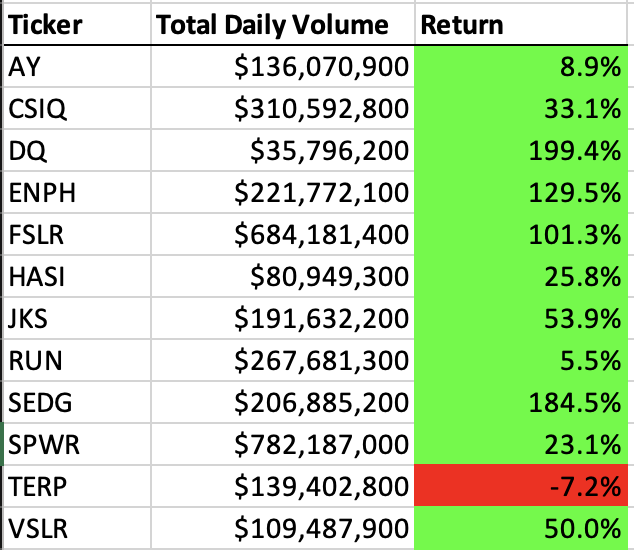 Ticker Total Daily Volume Return
AY $136,070,900 8.9%
CSIQ $310,592,800 33.1%
DQ $35,796,200 199.4%
ENPH $221,772,100 129.5%
FSLR $684,181,400 101.3%
HASI $80,949,300 25.8%
JKS $191,632,200 53.9%
RUN $267,681,300 5.5%
SEDG $206,885,200 184.5%
SPWR $782,187,000 23.1%
TERP $139,402,800 -7.2%
VSLR $109,487,900 50.0%